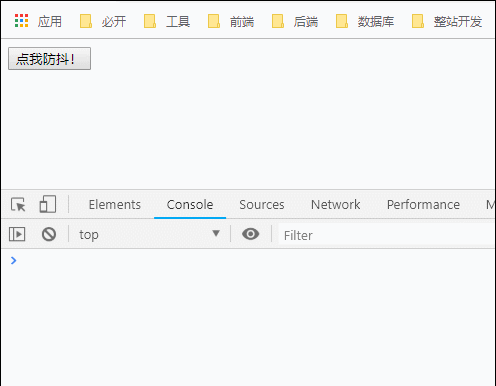 应用 必开 工具 前端 后端 数据库 整站开发
点我防抖！
Elements Console Sources Network Performance M
top Filter